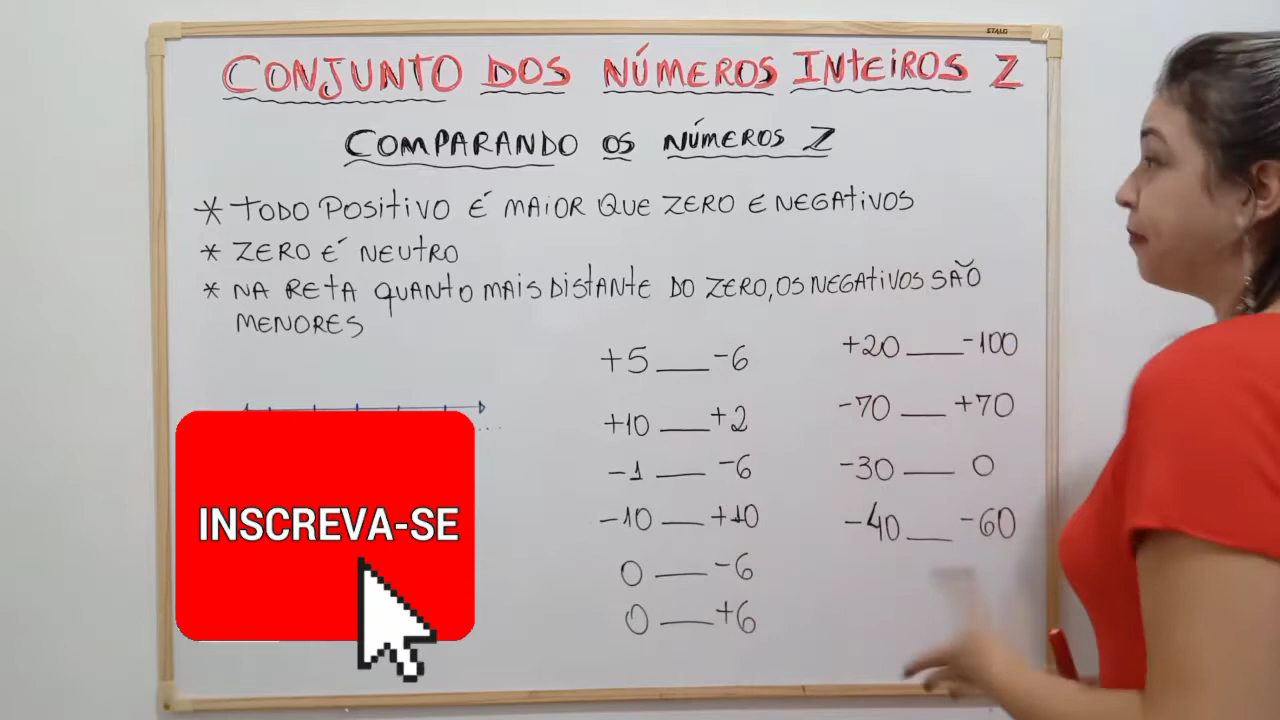 STALO
CONJUNTO DOS NÚMEROS INTEIROS Z
COMPARANDO OS NÚMEROS Z
* TODO POSITIVO É MAIOR QUE ZERO E NEGATIVOS
* ZERO É NEUTRO
* NA RETA QUANTO MAIS DISTANTE DO ZERO, OS NEGATIVOS SÃO
MENORES
+5 ___ -6
+10 ___ +2
-1 ___ -6
-10 ___ +10
0 ___ -6
0 ___ +6
+20 ___ -100
-70 ___ +70
-30 ___ 0
-40 ___ -60
INSCREVA-SE